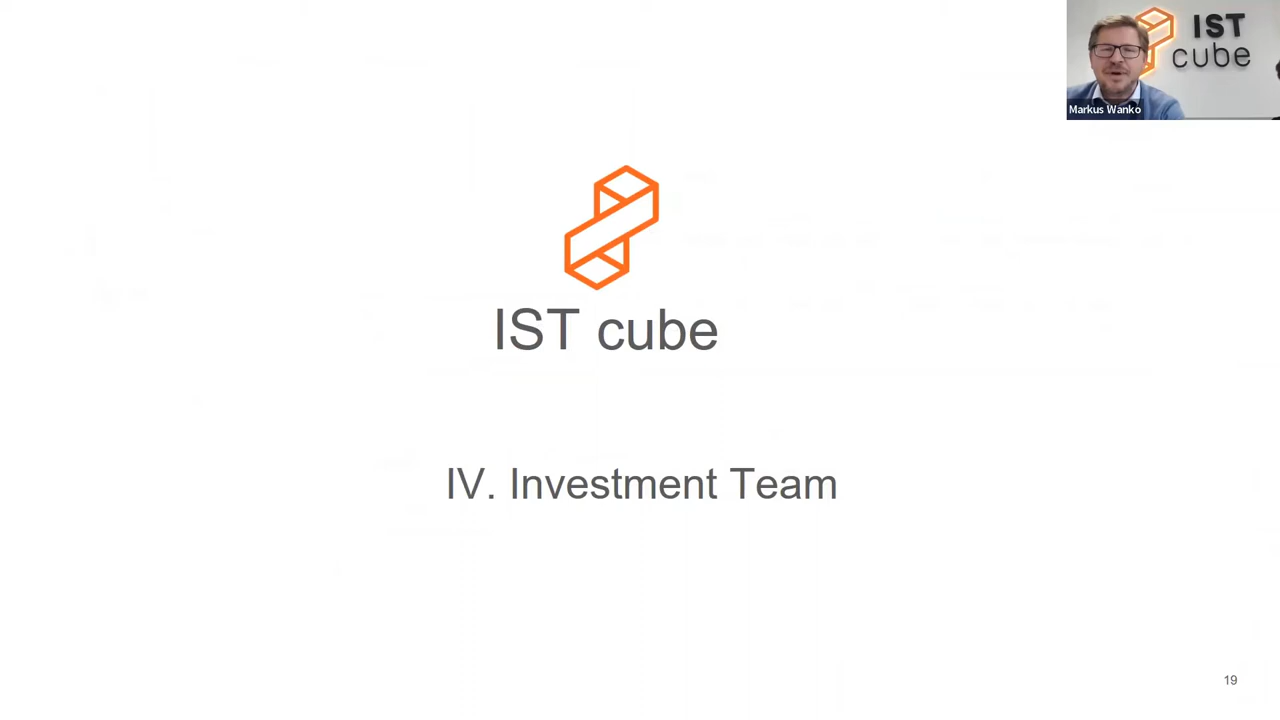 IST
cube
Markus Wanko
IST cube
IV. Investment Team
19